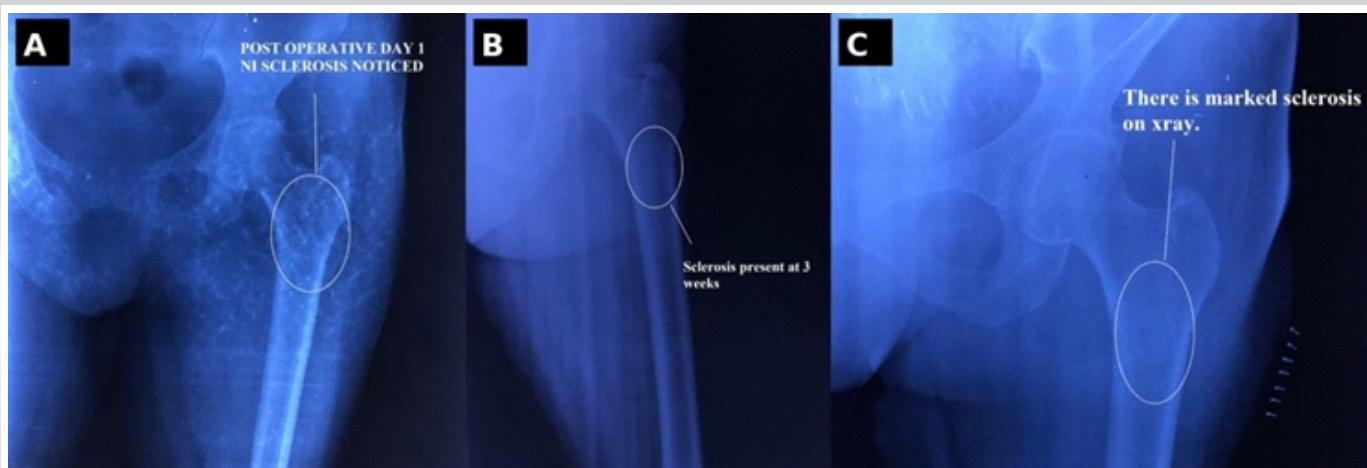 A
POST OPERATIVE DAY 1
NI SCLEROSIS NOTICED
B
Sclerosis present at 3
weeks
C
There is marked sclerosis
on xray.